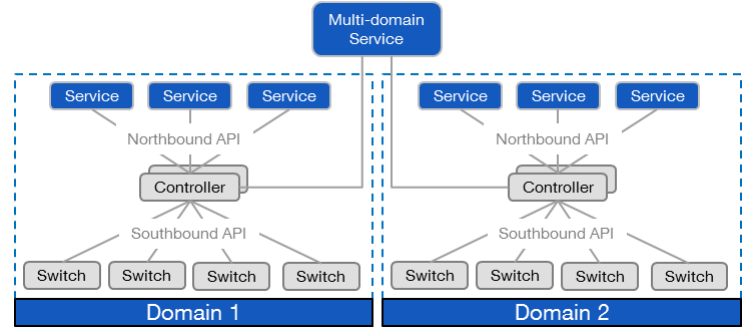 Multi-domain
Service
Service Service Service
Northbound API
Controller
Southbound API
Switch Switch Switch Switch
Domain 1
Service Service Service
Northbound API
Controller
Southbound API
Switch Switch Switch Switch
Domain 2